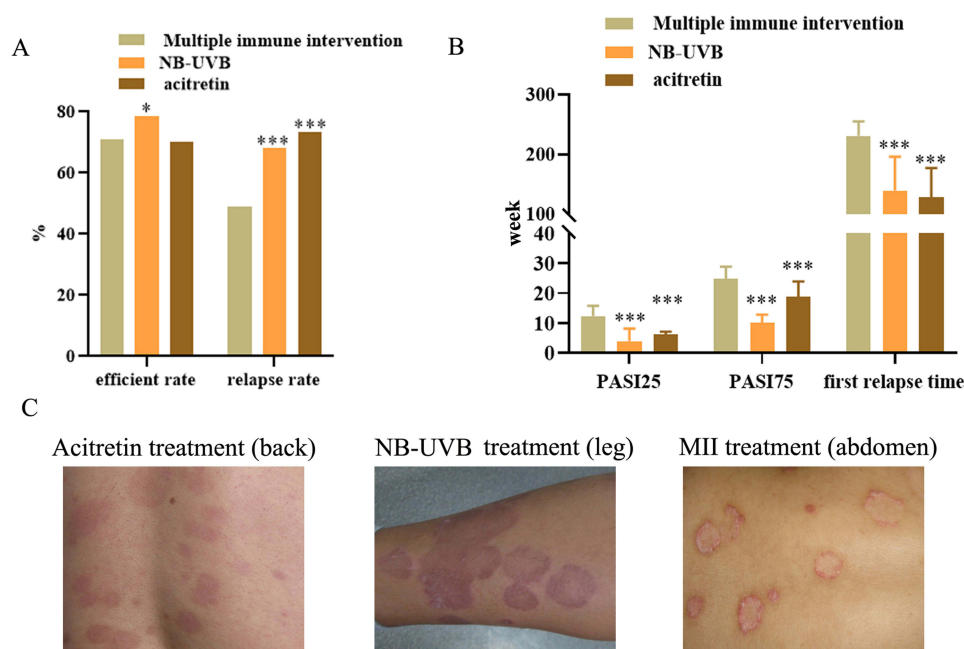 A
Multiple immune intervention
NB-UVB
acitretin
80
60
40
20
0
%
*
***
***
efficient rate
relapse rate
B
Multiple immune intervention
NB-UVB
acitretin
300
200
100
40
30
20
10
0
week
***
***
***
***
***
***
PASI25
PASI75
first relapse time
C
Acitretin treatment (back)
NB-UVB treatment (leg)
MII treatment (abdomen)